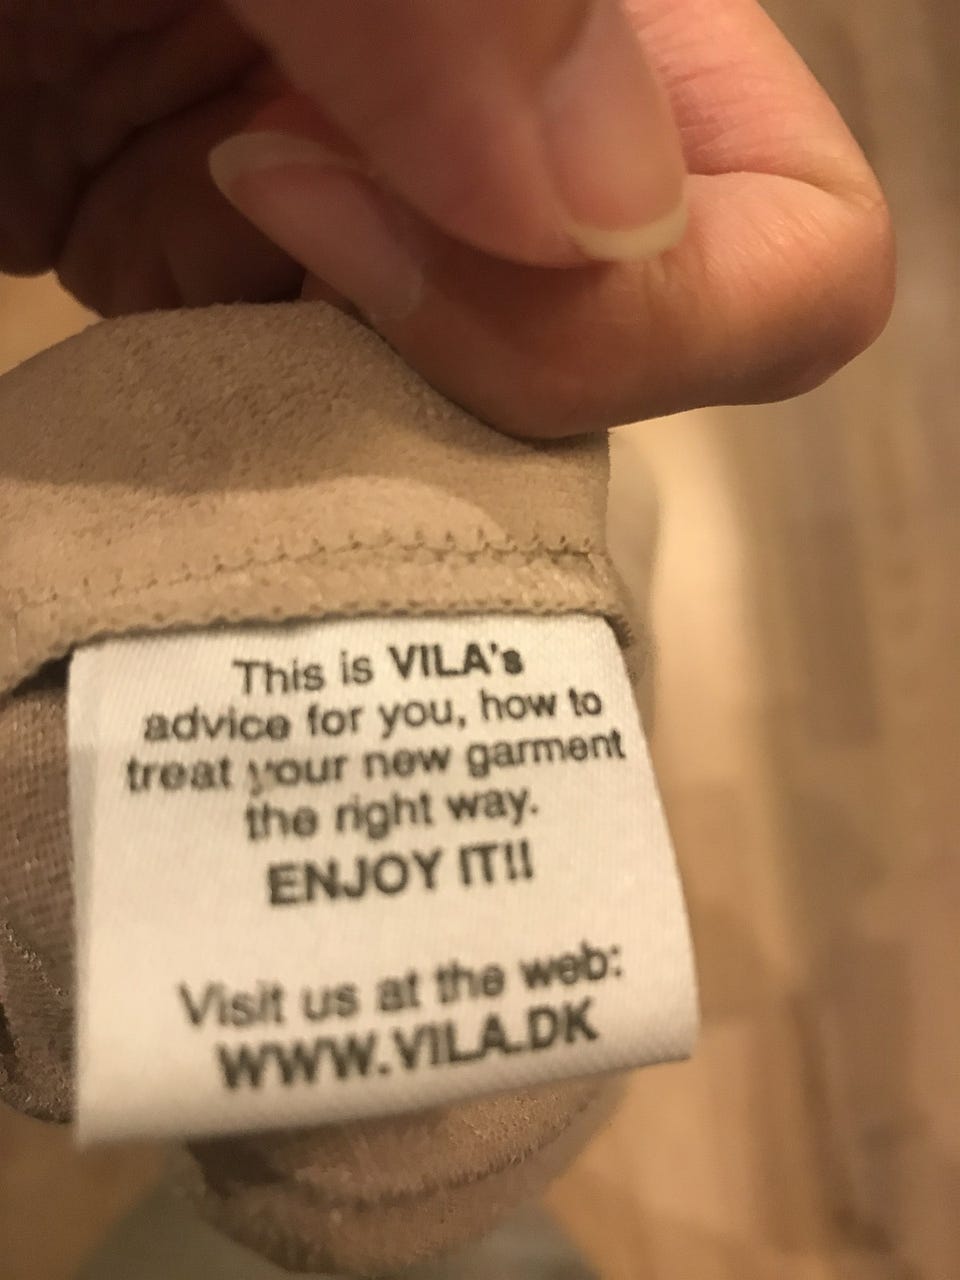 This is VILA's
advice for you, how to
treat your new garment
the right way.
ENJOY IT!!
Visit us at the web:
WWW.VILA.DK